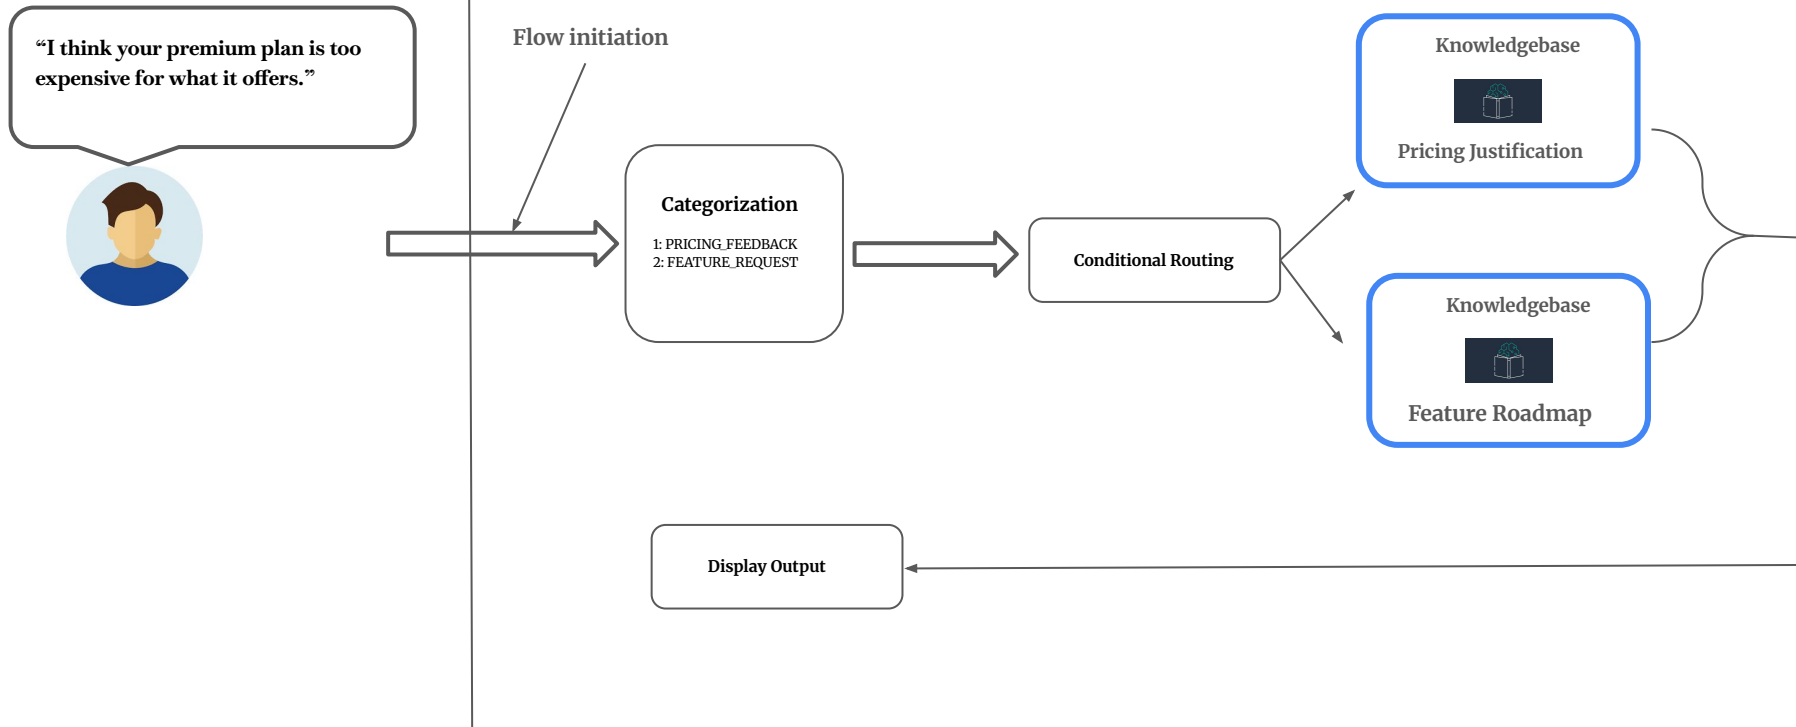 “I think your premium plan is too
expensive for what it offers.”
Flow initiation
Categorization
1: PRICING_FEEDBACK
2: FEATURE_REQUEST
Conditional Routing
Knowledgebase
Pricing Justification
Knowledgebase
Feature Roadmap
Display Output